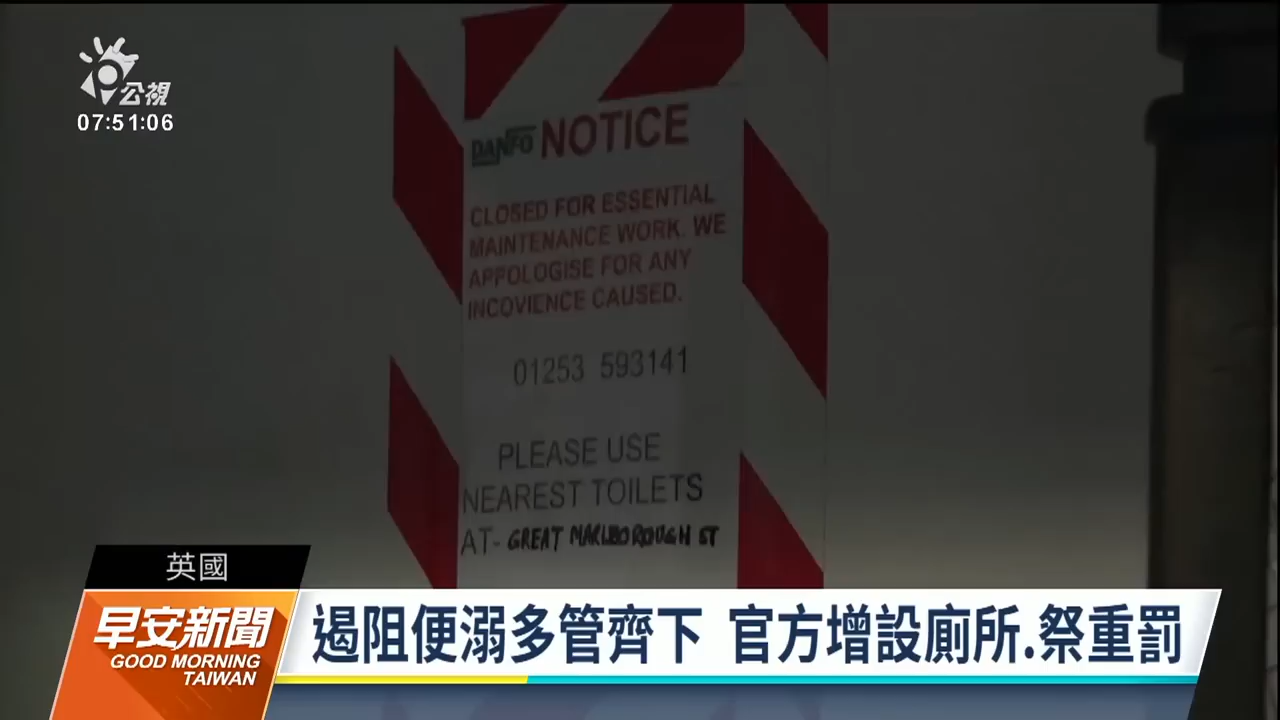 公視
07:51:06
DANFO NOTICE
CLOSED FOR ESSENTIAL
MAINTENANCE WORK. WE
APPOLOGISE FOR ANY
INCOVIENCE CAUSED.
01253 593141
PLEASE USE
NEAREST TOILETS
AT- GREAT MARLBOROUGH ST
英國
早安新聞
GOOD MORNING
TAIWAN
遏阻便溺多管齊下 官方增設廁所.祭重罰